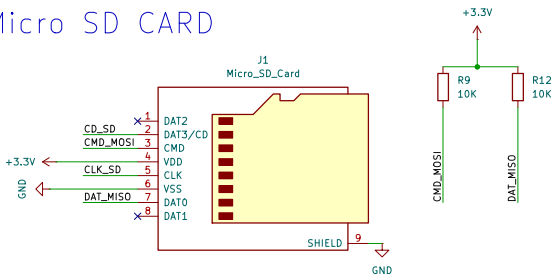 Micro SD CARD
J1
Micro_SD_Card
1 DAT2
CD_SD 2 DAT3/CD
CMD_MOSI 3 CMD
+3.3V 4 VDD
CLK_SD 5 CLK
GND 6 VSS
DAT_MISO 7 DAT0
8 DAT1
SHIELD 9
GND
+3.3V
R9
10K
R12
10K
CMD_MOSI
DAT_MISO